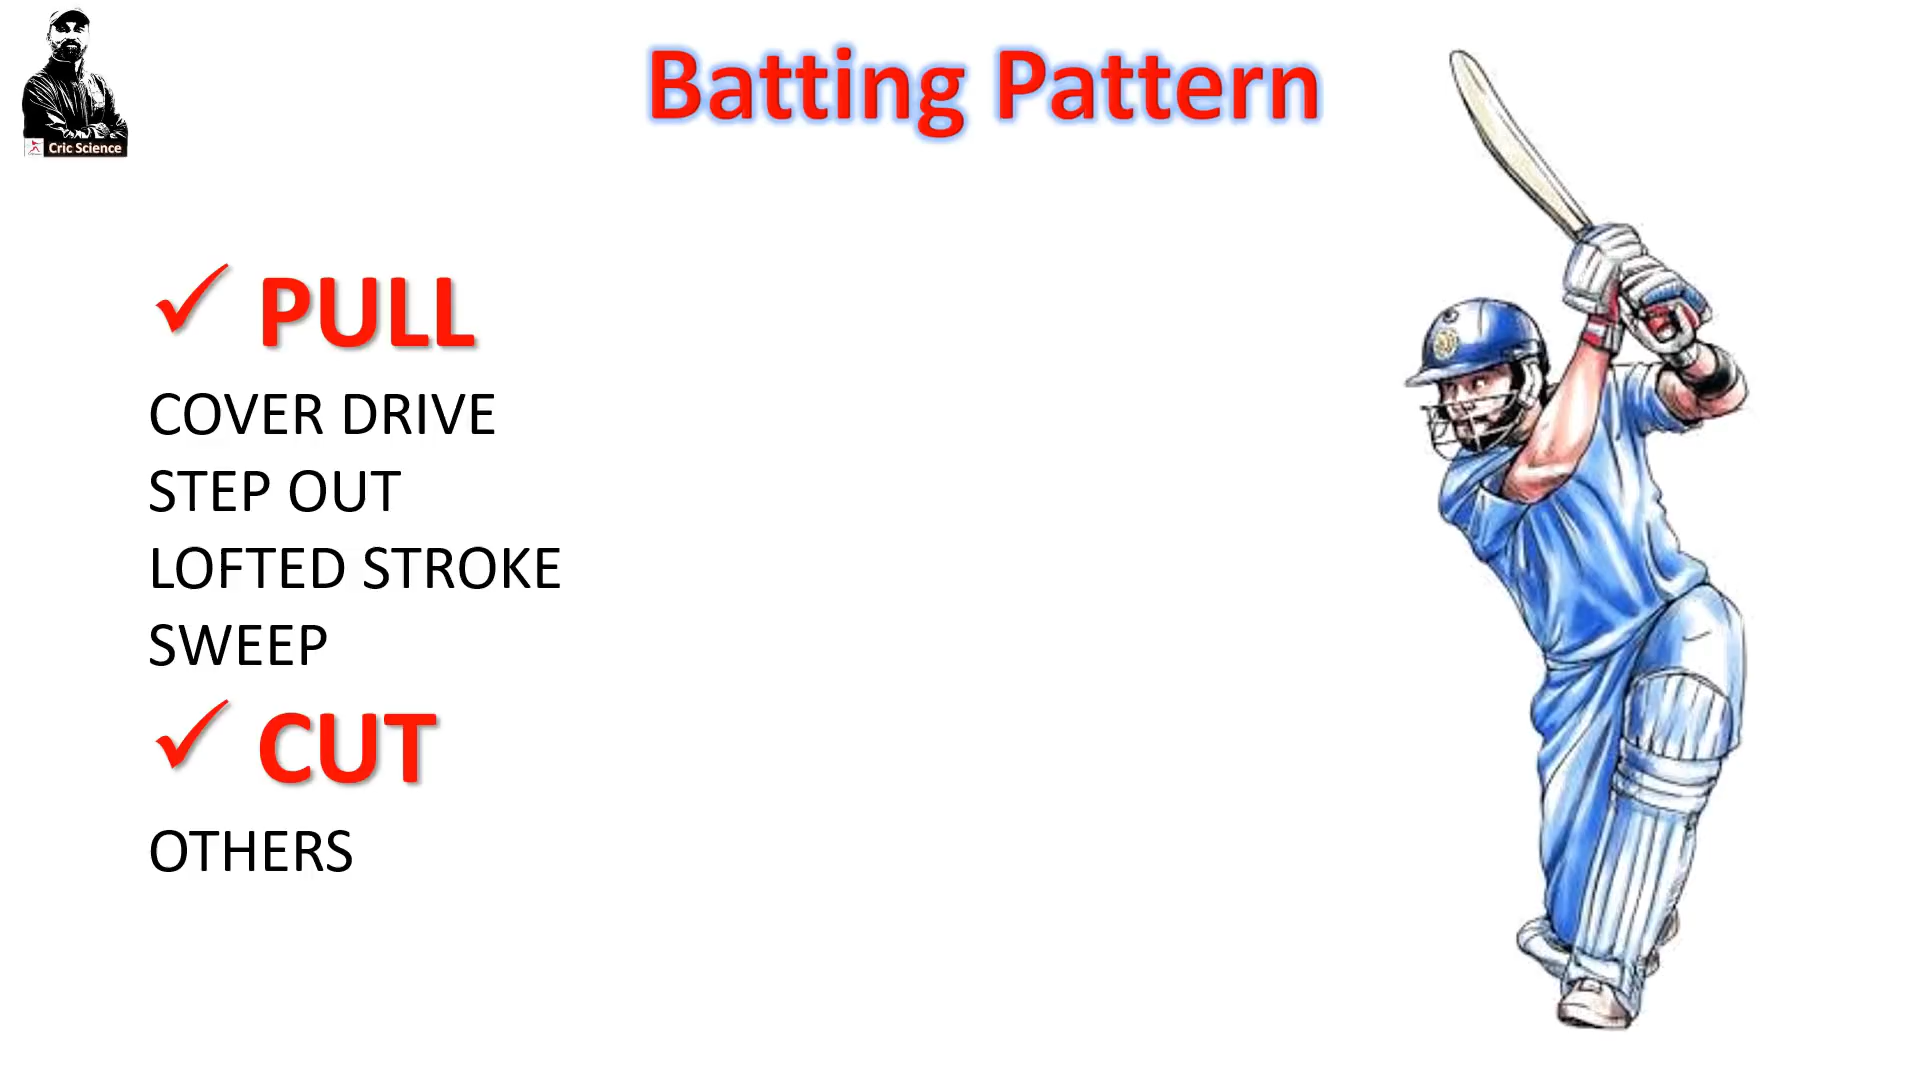 Cric Science
Batting Pattern
✓ PULL
COVER DRIVE
STEP OUT
LOFTED STROKE
SWEEP
✓ CUT
OTHERS